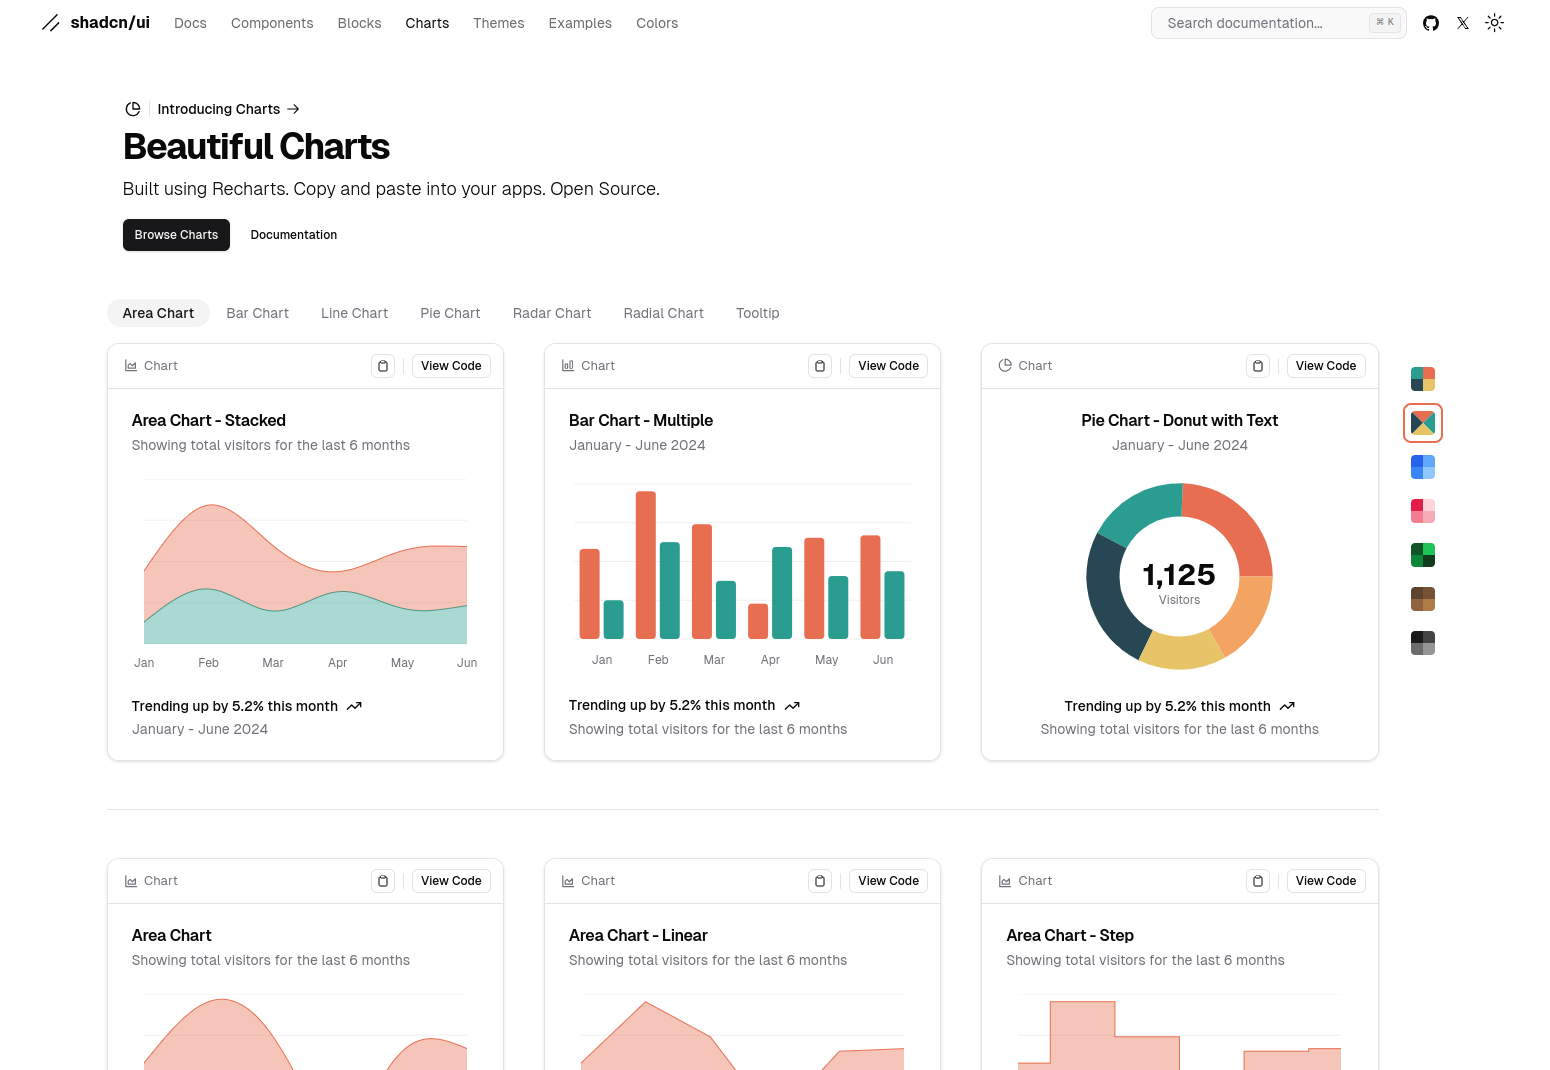 shadcn/ui Docs Components Blocks Charts Themes Examples Colors Search documentation... ⌘ K
Introducing Charts
Beautiful Charts
Built using Recharts. Copy and paste into your apps. Open Source.
Browse Charts Documentation
Area Chart Bar Chart Line Chart Pie Chart Radar Chart Radial Chart Tooltip
Chart View Code
Area Chart - Stacked
Showing total visitors for the last 6 months
Jan Feb Mar Apr May Jun
Trending up by 5.2% this month
January - June 2024
Chart View Code
Bar Chart - Multiple
January - June 2024
Jan Feb Mar Apr May Jun
Trending up by 5.2% this month
Showing total visitors for the last 6 months
Chart View Code
Pie Chart - Donut with Text
January - June 2024
1,125
Visitors
Trending up by 5.2% this month
Showing total visitors for the last 6 months
Chart View Code
Area Chart
Showing total visitors for the last 6 months
Chart View Code
Area Chart - Linear
Showing total visitors for the last 6 months
Chart View Code
Area Chart - Step
Showing total visitors for the last 6 months